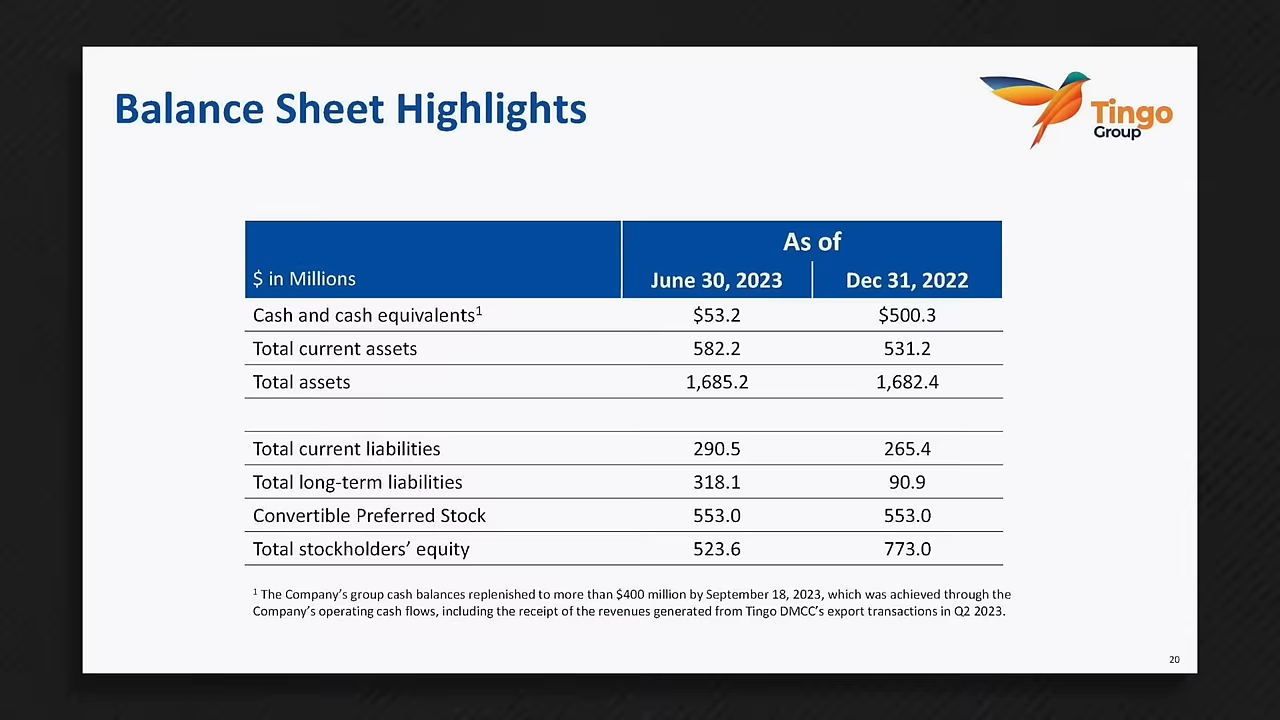 Balance Sheet Highlights
Tingo
Group
As of
$ in Millions June 30, 2023 Dec 31, 2022
Cash and cash equivalents¹ $53.2 $500.3
Total current assets 582.2 531.2
Total assets 1,685.2 1,682.4
Total current liabilities 290.5 265.4
Total long-term liabilities 318.1 90.9
Convertible Preferred Stock 553.0 553.0
Total stockholders’ equity 523.6 773.0
¹ The Company’s group cash balances replenished to more than $400 million by September 18, 2023, which was achieved through the
Company’s operating cash flows, including the receipt of the revenues generated from Tingo DMCC’s export transactions in Q2 2023.
20